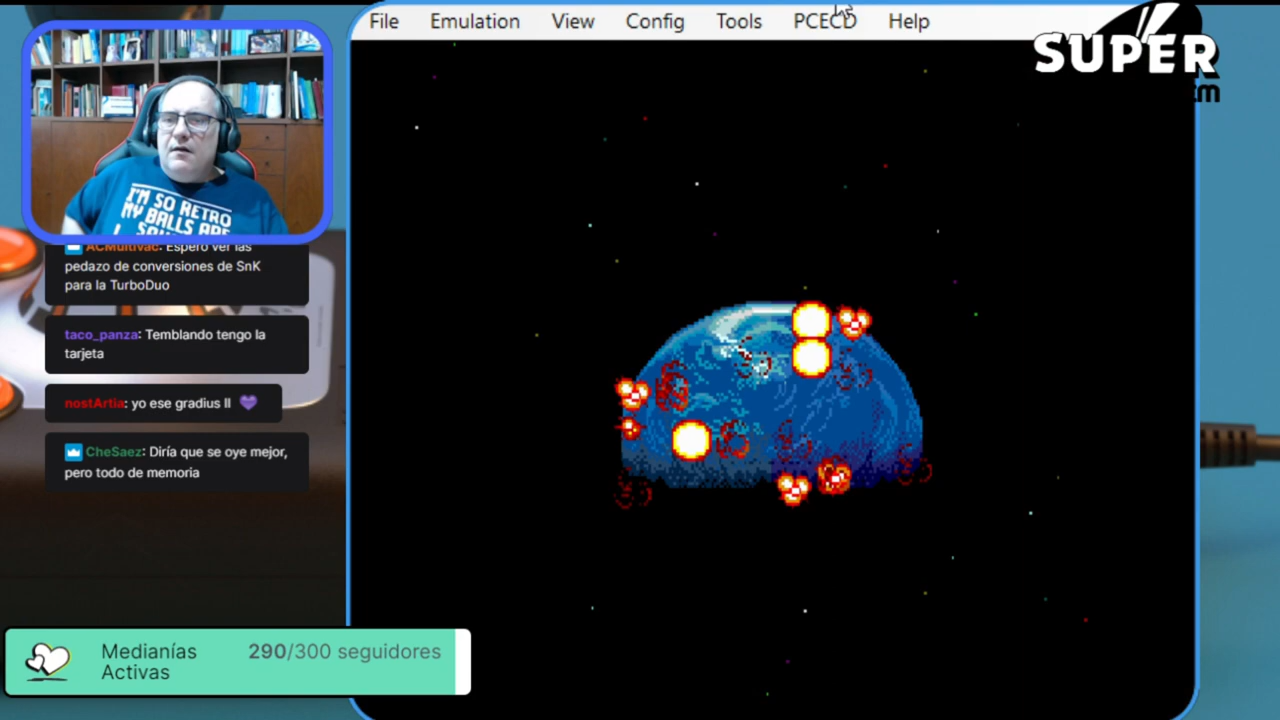 File Emulation View Config Tools PCECD Help
SUPER
I'M SO RETRO
MY BALLS ARE
ACMultivac: Espero ver las
pedazo de conversiones de SnK
para la TurboDuo
taco_panza: Temblando tengo la
tarjeta
nostArtia: yo ese gradius II
CheSaez: Diría que se oye mejor,
pero todo de memoria
Medianías 290/300 seguidores
Activas